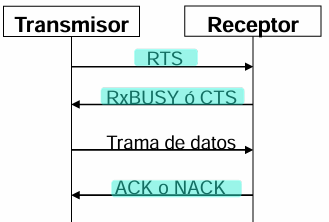 Transmisor
Receptor
RTS
RxBUSY ó CTS
Trama de datos
ACK o NACK